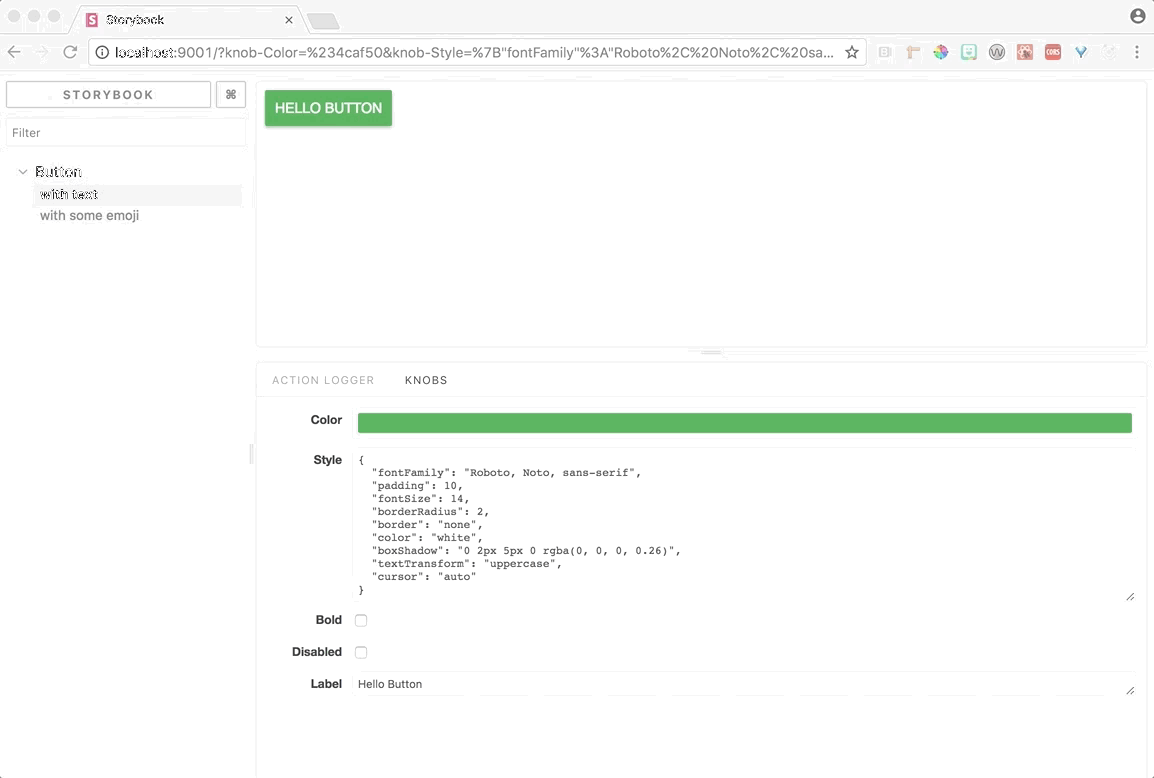 Storybook
localhost:9001/?knob-Color=%234caf50&knob-Style=%7B"fontFamily"%3A"Roboto%2C%20Noto%2C%20sa...
CORS
STORYBOOK
⌘
HELLO BUTTON
Filter
Button
with text
with some emoji
ACTION LOGGER KNOBS
Color
Style
{
"fontFamily": "Roboto, Noto, sans-serif",
"padding": 10,
"fontSize": 14,
"borderRadius": 2,
"border": "none",
"color": "white",
"boxShadow": "0 2px 5px 0 rgba(0, 0, 0, 0.26)",
"textTransform": "uppercase",
"cursor": "auto"
}
Bold
Disabled
Label Hello Button